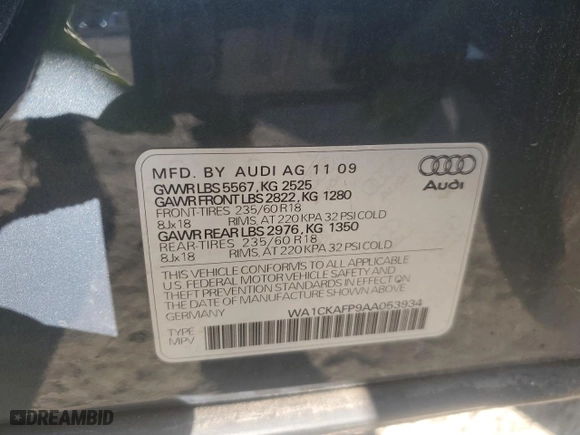 MFD. BY AUDI AG 11 09
GVWR LBS 5567, KG 2525
GAWR FRONT LBS 2822, KG 1280
FRONT-TIRES 235/60 R18
8Jx18 RIMS, AT 220 KPA 32 PSI COLD
GAWR REAR LBS 2976, KG 1350
REAR-TIRES 235/60 R18
8Jx18 RIMS, AT 220 KPA 32 PSI COLD
THIS VEHICLE CONFORMS TO ALL APPLICABLE
U.S. FEDERAL MOTOR VEHICLE SAFETY AND
THEFT PREVENTION STANDARDS IN EFFECT ON
THE DATE OF MANUFACTURE SHOWN ABOVE.
GERMANY
WA1CKAFP9AA053934
TYPE
MPV
Audi
DREAMBID